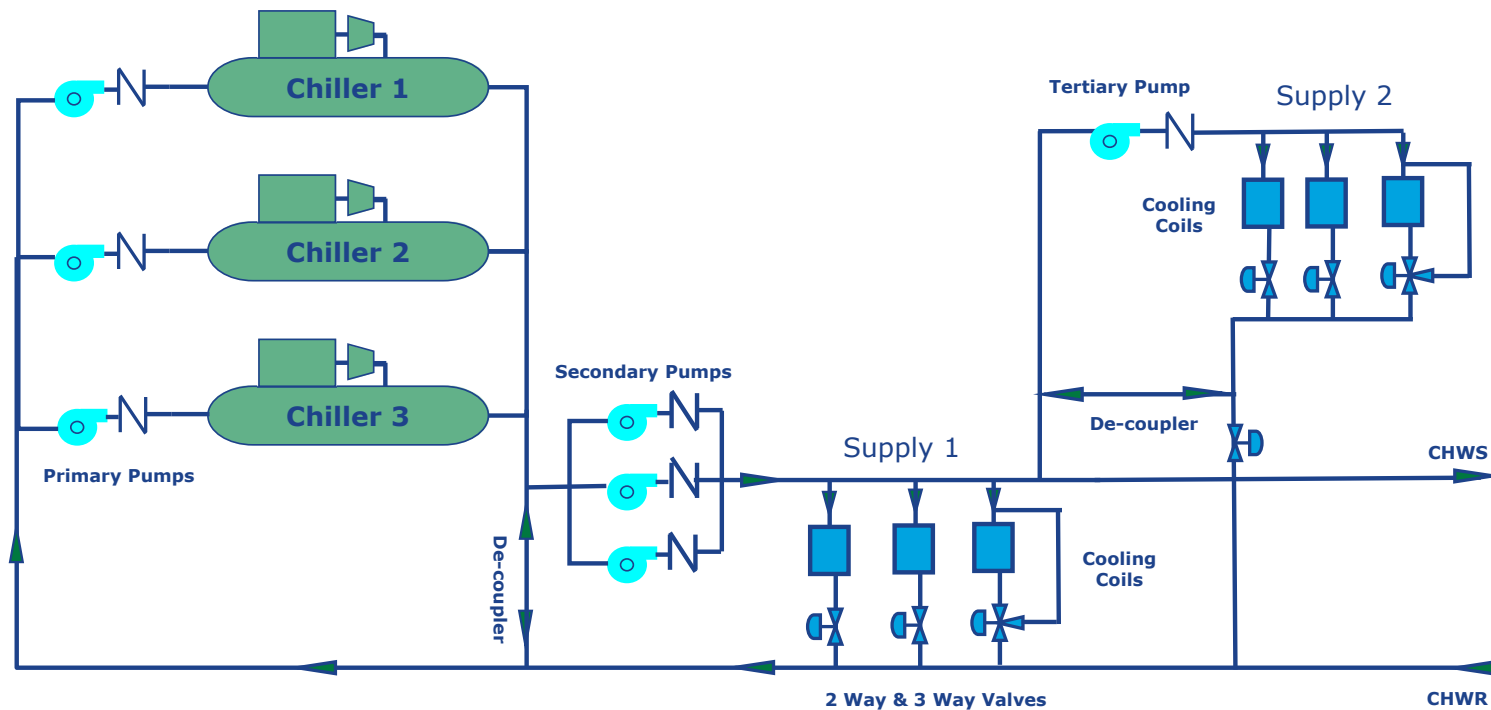 Chiller 1
Tertiary Pump
Supply 2
Cooling
Coils
Chiller 2
Secondary Pumps
Chiller 3
De-coupler
Primary Pumps
Supply 1
CHWS
De-coupler
Cooling
Coils
2 Way & 3 Way Valves
CHWR